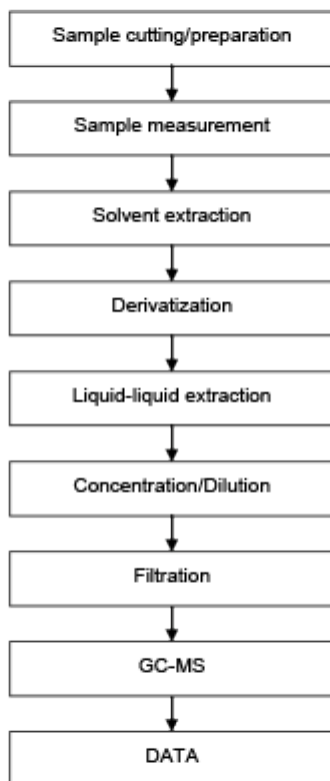 Sample cutting/preparation
Sample measurement
Solvent extraction
Derivatization
Liquid-liquid extraction
Concentration/Dilution
Filtration
GC-MS
DATA